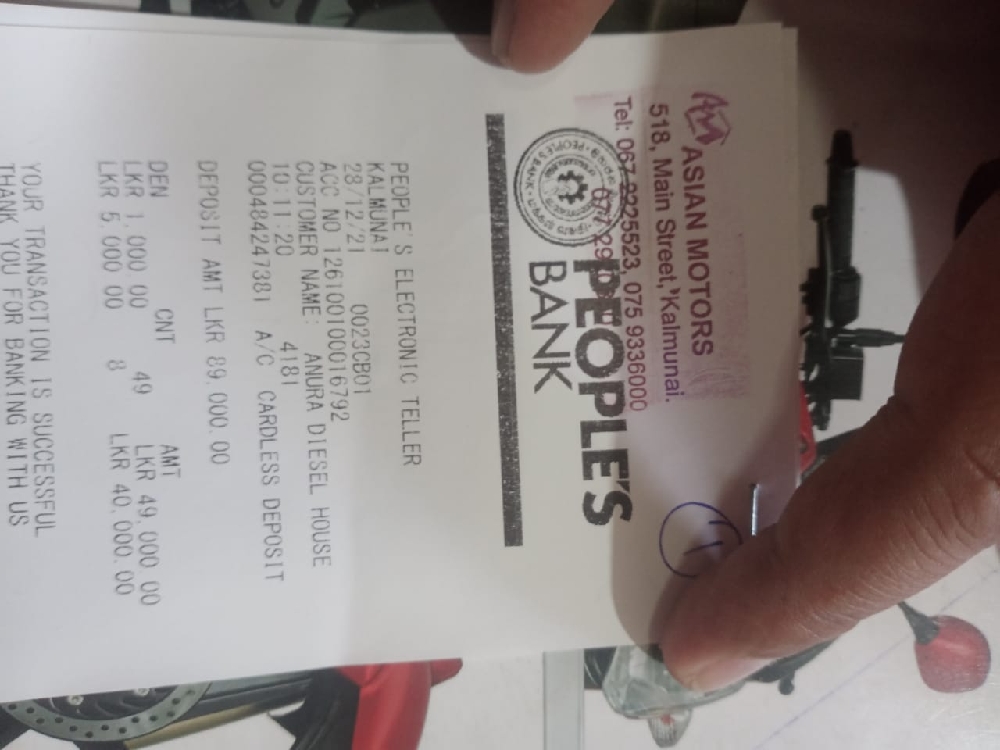 ASIAN MOTORS
518, Main Street, Kalmunai.
Tel: 067 2225523, 075 9336000
1
PEOPLE'S
BANK
PEOPLE'S ELECTRONIC TELLER
KALMUNAI
28/12/21 0023CB01
ACC NO 126100100016792
CUSTOMER NAME: ANURA DIESEL HOUSE
10:11:20 4181
000484247381 A/C CARDLESS DEPOSIT
DEPOSIT AMT LKR 89,000.00
DEN CNT AMT
LKR 1,000.00 49 LKR 49,000.00
LKR 5,000.00 8 LKR 40,000.00
YOUR TRANSACTION IS SUCCESSFUL
THANK YOU FOR BANKING WITH US